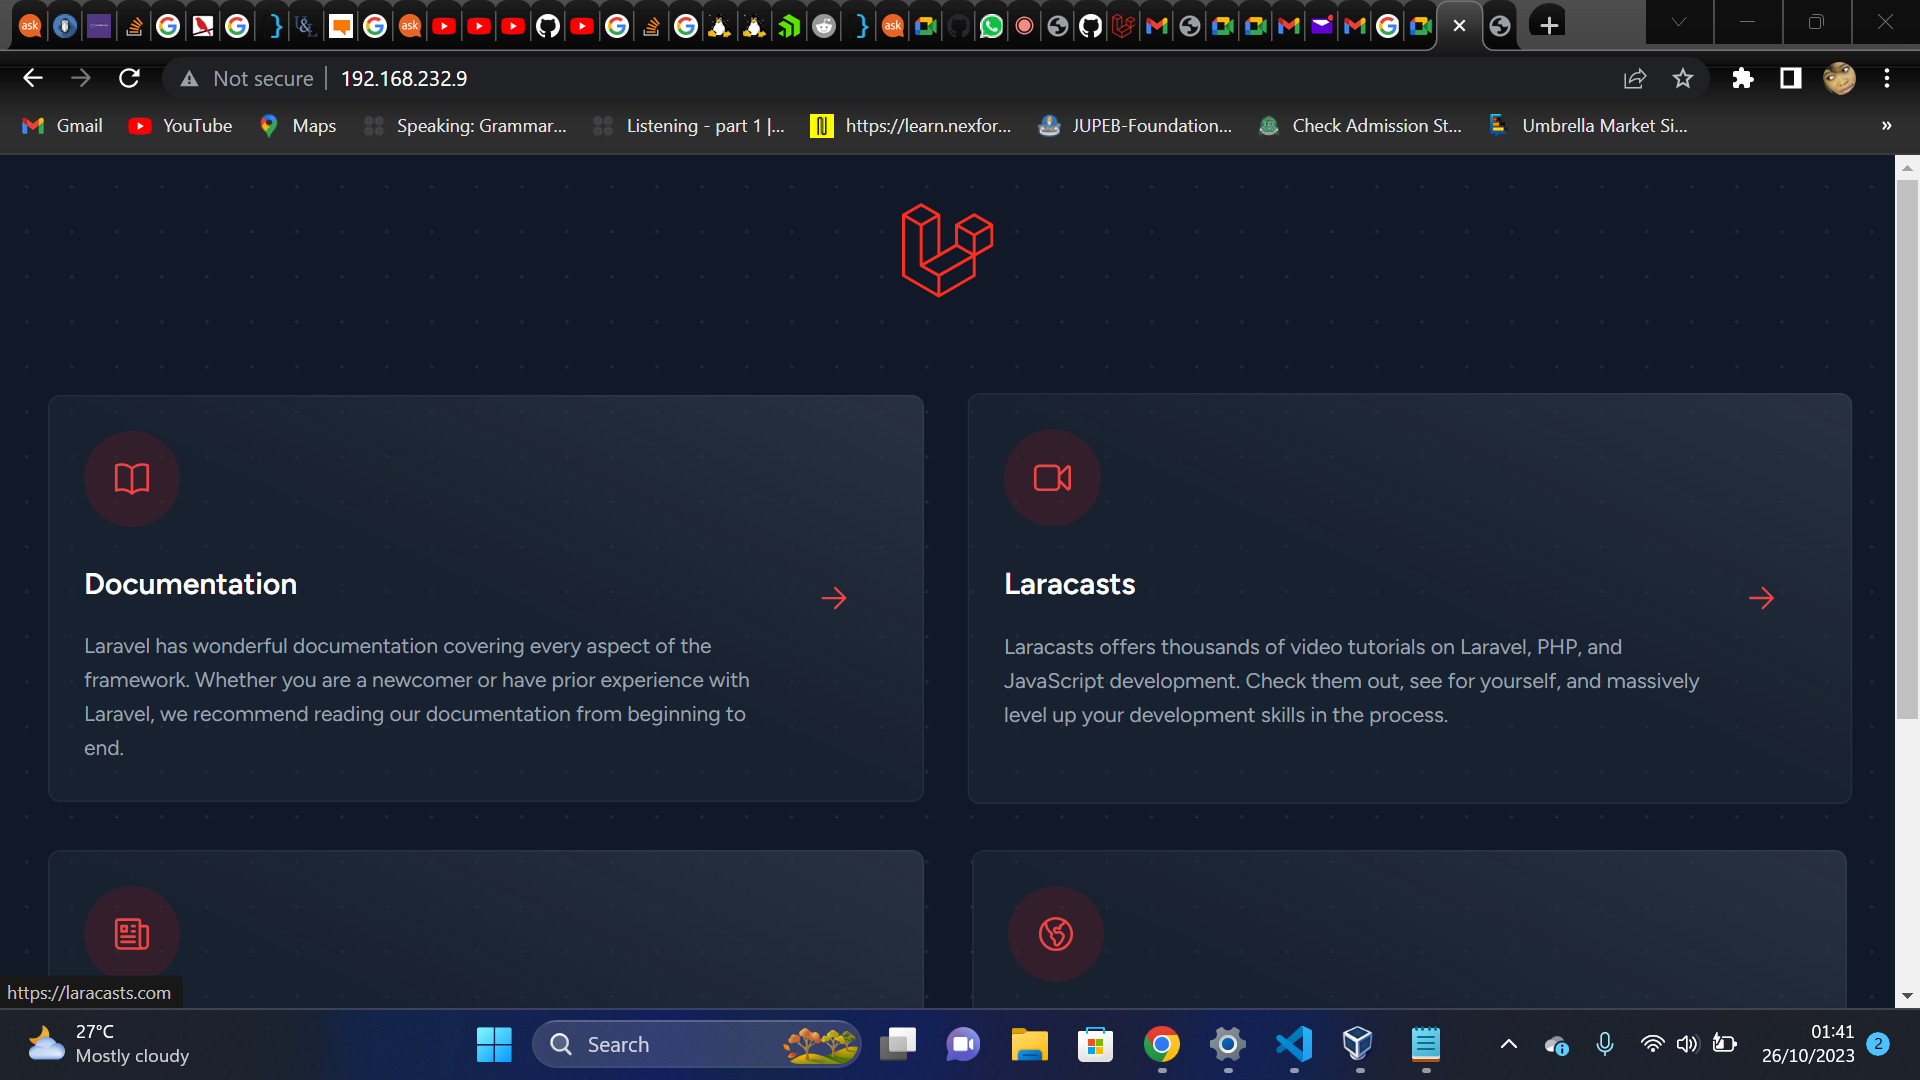 ask
ask
ask
Not secure
192.168.232.9
Gmail
YouTube
Maps
Speaking: Grammar...
Listening - part 1 |...
https://learn.nexfor...
JUPEB-Foundation...
Check Admission St...
Umbrella Market Si...
»
Documentation
Laravel has wonderful documentation covering every aspect of the
framework. Whether you are a newcomer or have prior experience with
Laravel, we recommend reading our documentation from beginning to
end.
Laracasts
Laracasts offers thousands of video tutorials on Laravel, PHP, and
JavaScript development. Check them out, see for yourself, and massively
level up your development skills in the process.
https://laracasts.com
27°C
Mostly cloudy
Search
01:41
26/10/2023
2